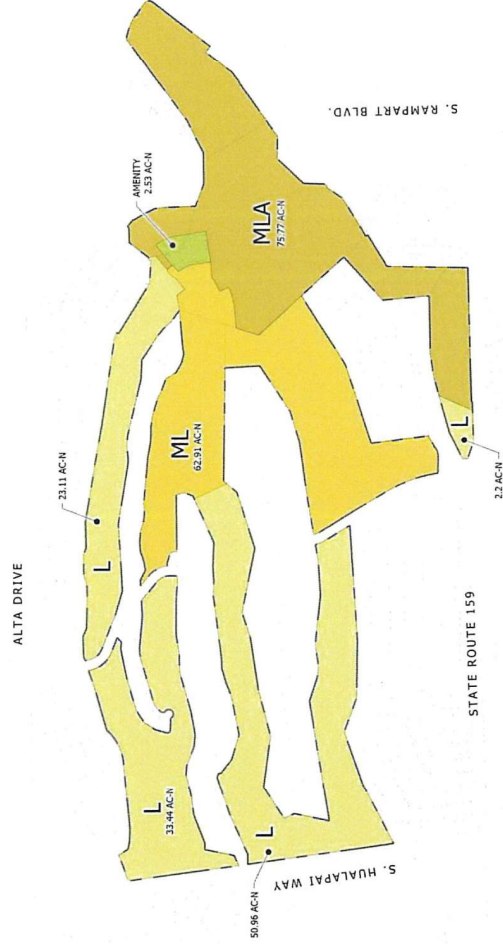 ALTA DRIVE
23.11 AC-N
L
AMENITY
2.53 AC-N
S. RAMPART BLVD.
MLA
75.77 AC-N
ML
62.91 AC-N
L
33.44 AC-N
L
50.96 AC-N
S. HUALAPAI WAY
L
2.2 AC-N
STATE ROUTE 159